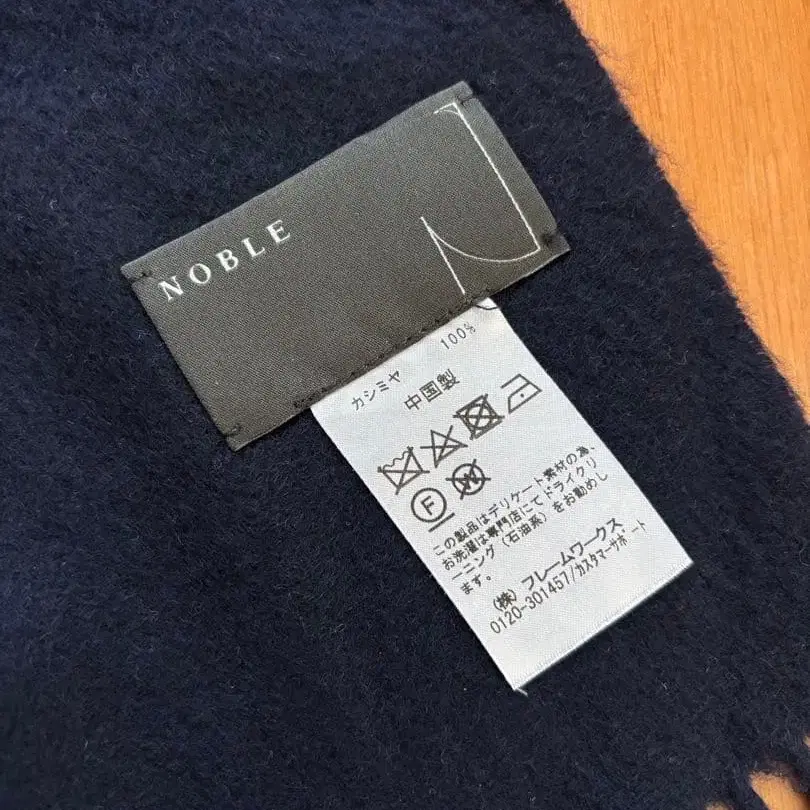 NOBLE
カシミヤ 100%
中国製
F W
この製品はデリケート素材の為、
お洗濯は専門店にてドライクリ
ーニング（石油系）をお勧めし
ます。
（株）フレームワークス
0120-301457/カスタマーサポート